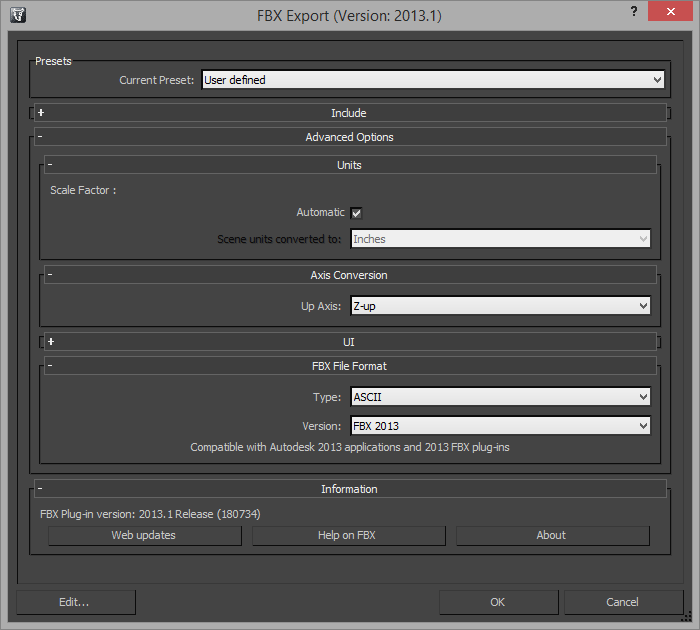 FBX Export (Version: 2013.1)
?
Presets
Current Preset: User defined
+ Include
- Advanced Options
- Units
Scale Factor :
Automatic
Scene units converted to: Inches
- Axis Conversion
Up Axis: Z-up
+ UI
- FBX File Format
Type: ASCII
Version: FBX 2013
Compatible with Autodesk 2013 applications and 2013 FBX plug-ins
- Information
FBX Plug-in version: 2013.1 Release (180734)
Web updates Help on FBX About
Edit... OK Cancel